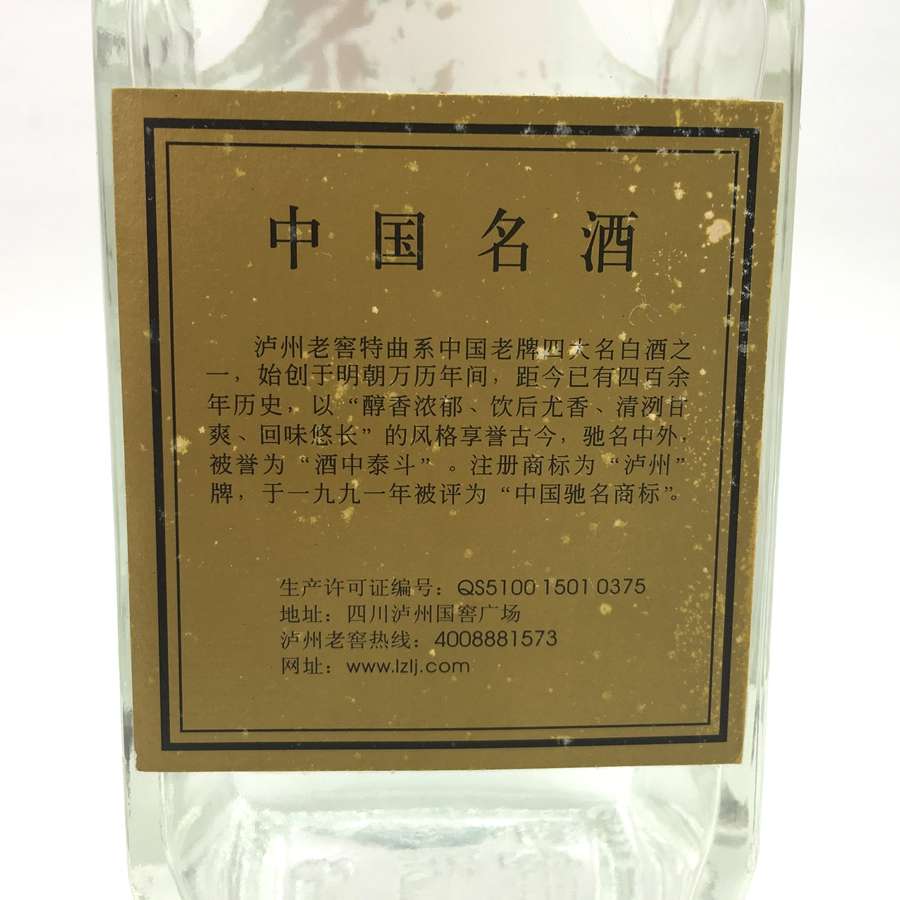 中国名酒
泸州老窖特曲系中国老牌四大名白酒之
一，始创于明朝万历年间，距今已有四百余
年历史，以“醇香浓郁、饮后尤香、清冽甘
爽、回味悠长”的风格享誉古今，驰名中外，
被誉为“酒中泰斗”。注册商标为“泸州”
牌，于一九九一年被评为“中国驰名商标”。
生产许可证编号：QS5100 1501 0375
地址：四川泸州国窖广场
泸州老窖热线：4008881573
网址：www.lzlj.com